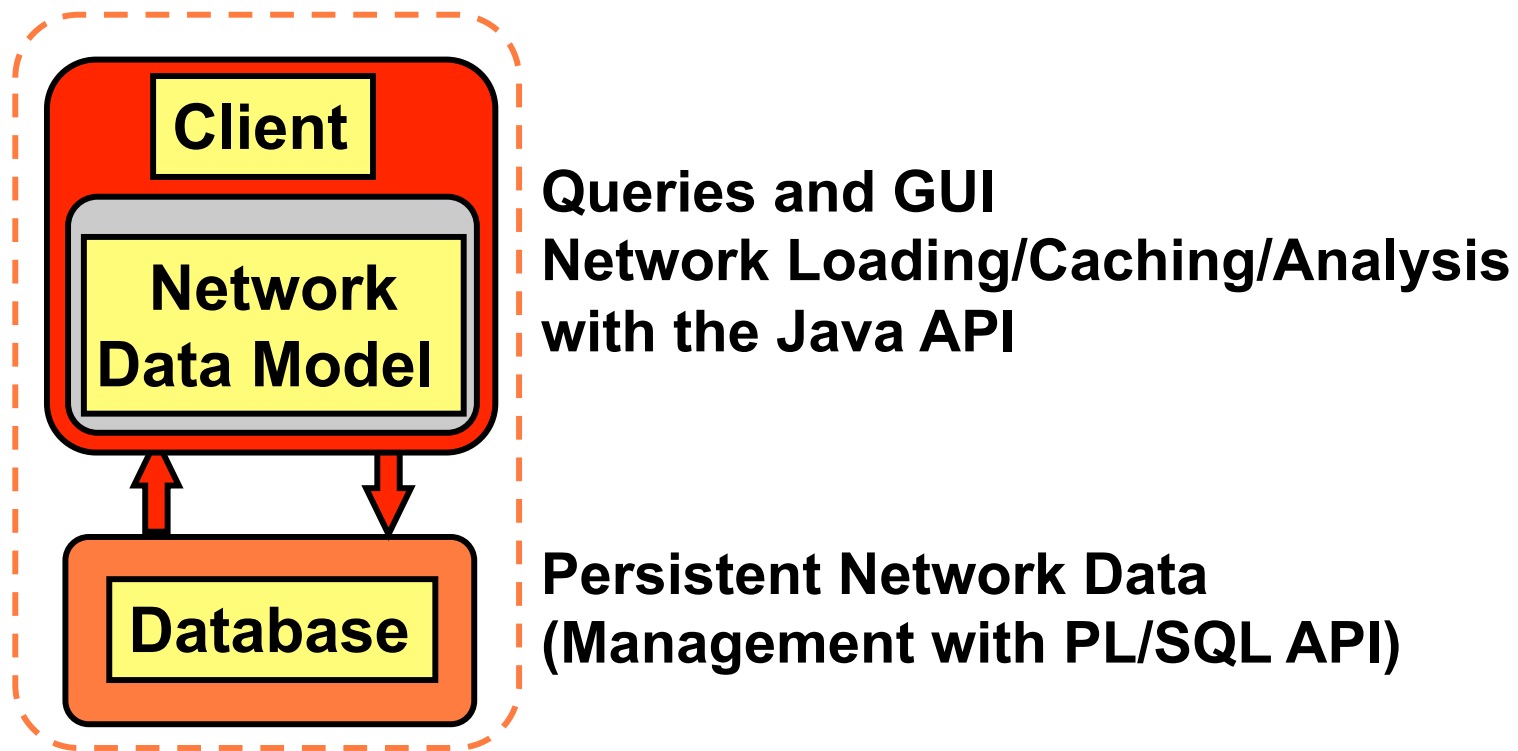 Client
Network
Data Model
Queries and GUI
Network Loading/Caching/Analysis
with the Java API
Database
Persistent Network Data
(Management with PL/SQL API)